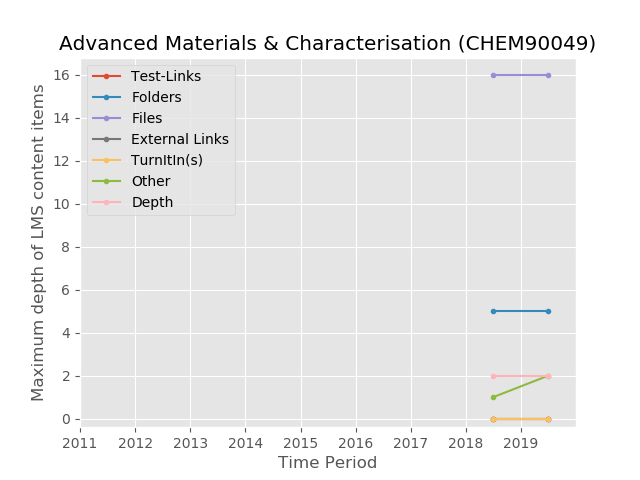 Advanced Materials & Characterisation (CHEM90049)
Maximum depth of LMS content items
16
14
12
10
8
6
4
2
0
Test-Links
Folders
Files
External Links
TurnItIn(s)
Other
Depth
2011 2012 2013 2014 2015 2016 2017 2018 2019
Time Period